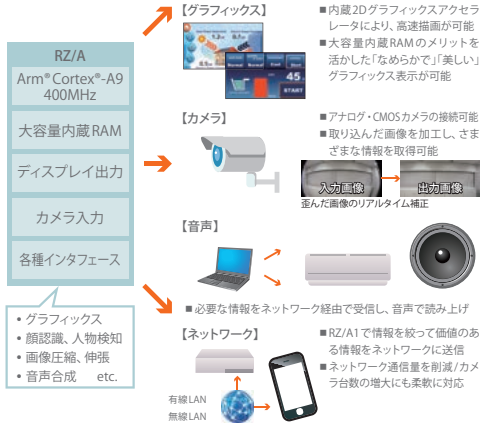 RZ/A
Arm® Cortex®-A9
400MHz
大容量内蔵RAM
ディスプレイ出力
カメラ入力
各種インタフェース
• グラフィックス
• 顔認識、人物検知
• 画像圧縮、伸張
• 音声合成 etc.
【グラフィックス】
45
START
■内蔵2Dグラフィックスアクセラ
レータにより、高速描画が可能
■大容量内蔵RAMのメリットを
活かした「なめらかで」「美しい」
グラフィックス表示が可能
【カメラ】
■アナログ・CMOSカメラの接続可能
■取り込んだ画像を加工し、さま
ざまな情報を取得可能
入力画像
出力画像
歪んだ画像のリアルタイム補正
【音声】
■必要な情報をネットワーク経由で受信し、音声で読み上げ
【ネットワーク】
有線LAN
無線LAN
■RZ/A1で情報を絞って価値のあ
る情報をネットワークに送信
■ネットワーク通信量を削減/カメ
ラ台数の増大にも柔軟に対応